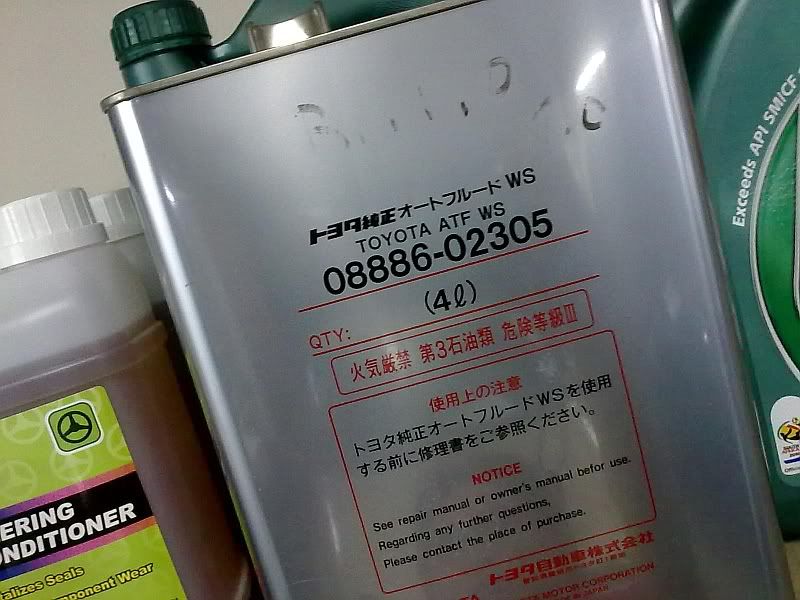 トヨタ純正オートフルードWS
TOYOTA ATF WS
08886-02305
(4ℓ)
QTY:
火気厳禁 第3石油類 危険等級Ⅲ
使用上の注意
トヨタ純正オートフルードWSを使用
する前に修理書をご参照ください。
NOTICE
See repair manual or owner's manual befor use.
Regarding any further questions,
Please contact the place of purchase.
トヨタ自動車株式会社
MOTOR CORPORATION
JAPAN
ERING
ONDITIONER
Seals
Component Wear
Exceeds API SM/CF